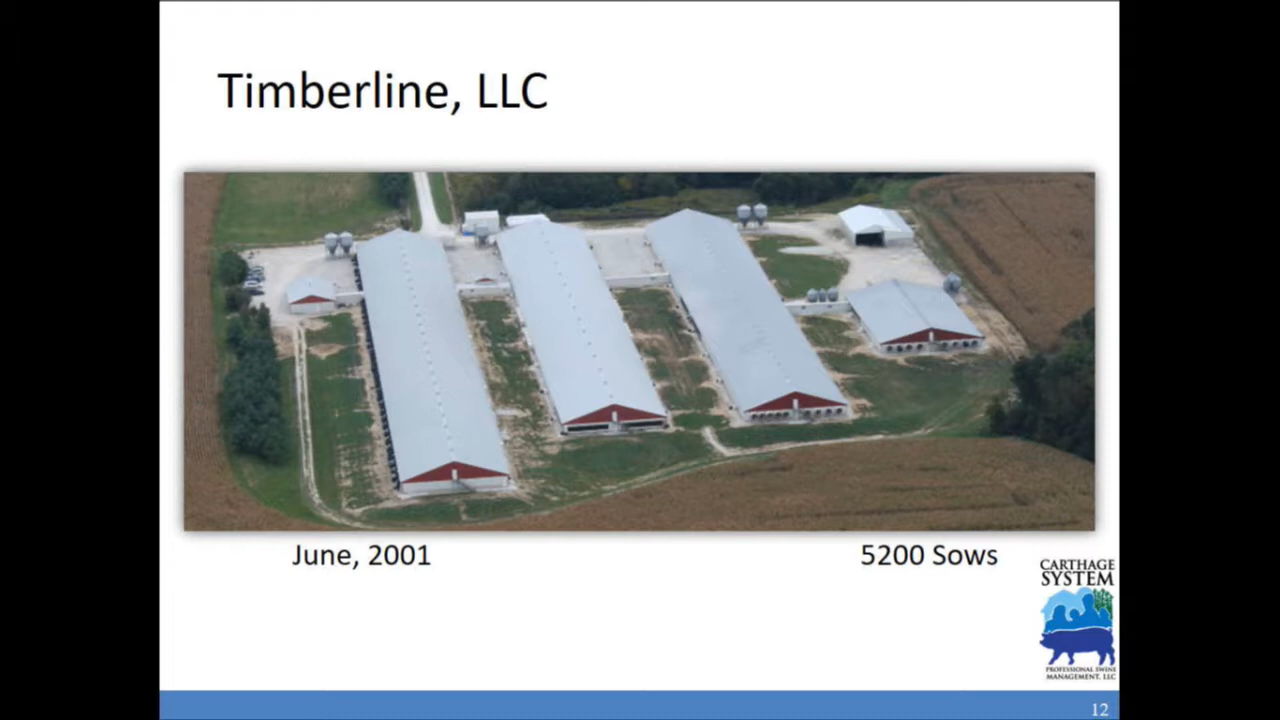 Timberline, LLC
June, 2001
5200 Sows
CARTHAGE
SYSTEM
PROFESSIONAL SWINE
MANAGEMENT, LLC
12